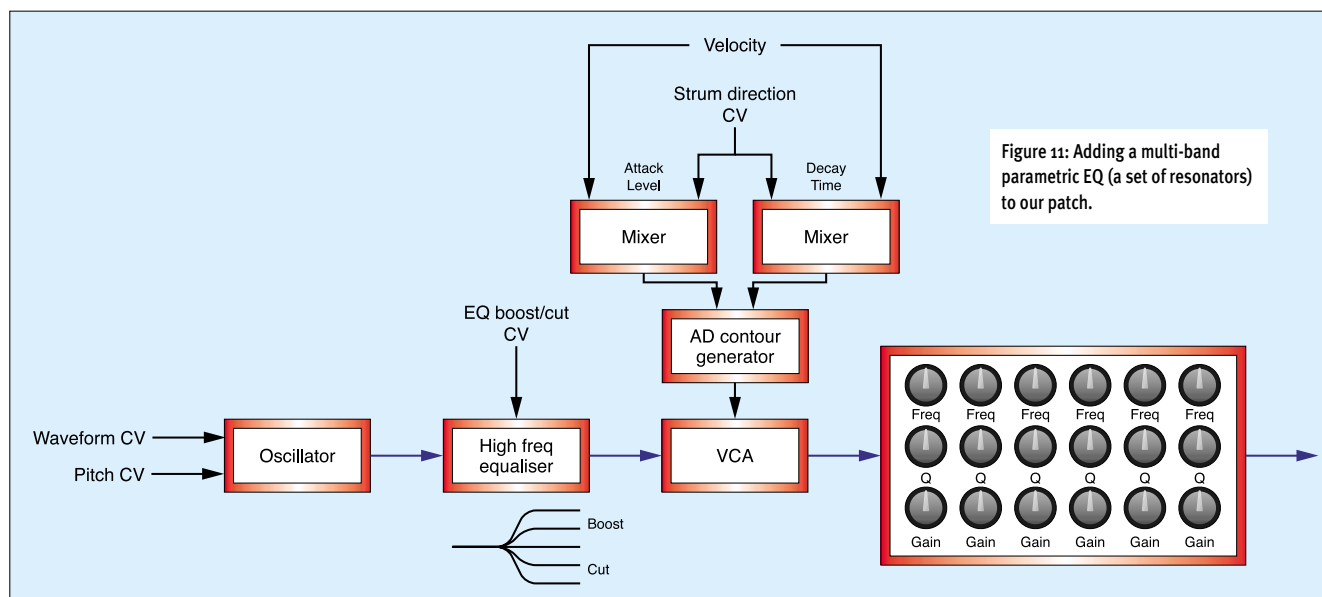 Velocity
Strum direction
CV
Figure 11: Adding a multi-band
parametric EQ (a set of resonators)
to our patch.
Attack
Level
Decay
Time
Mixer
Mixer
EQ boost/cut
CV
AD contour
generator
Waveform CV
Pitch CV
Oscillator
High freq
equaliser
VCA
Boost
Cut
Freq Freq Freq Freq Freq Freq
Q Q Q Q Q Q
Gain Gain Gain Gain Gain Gain